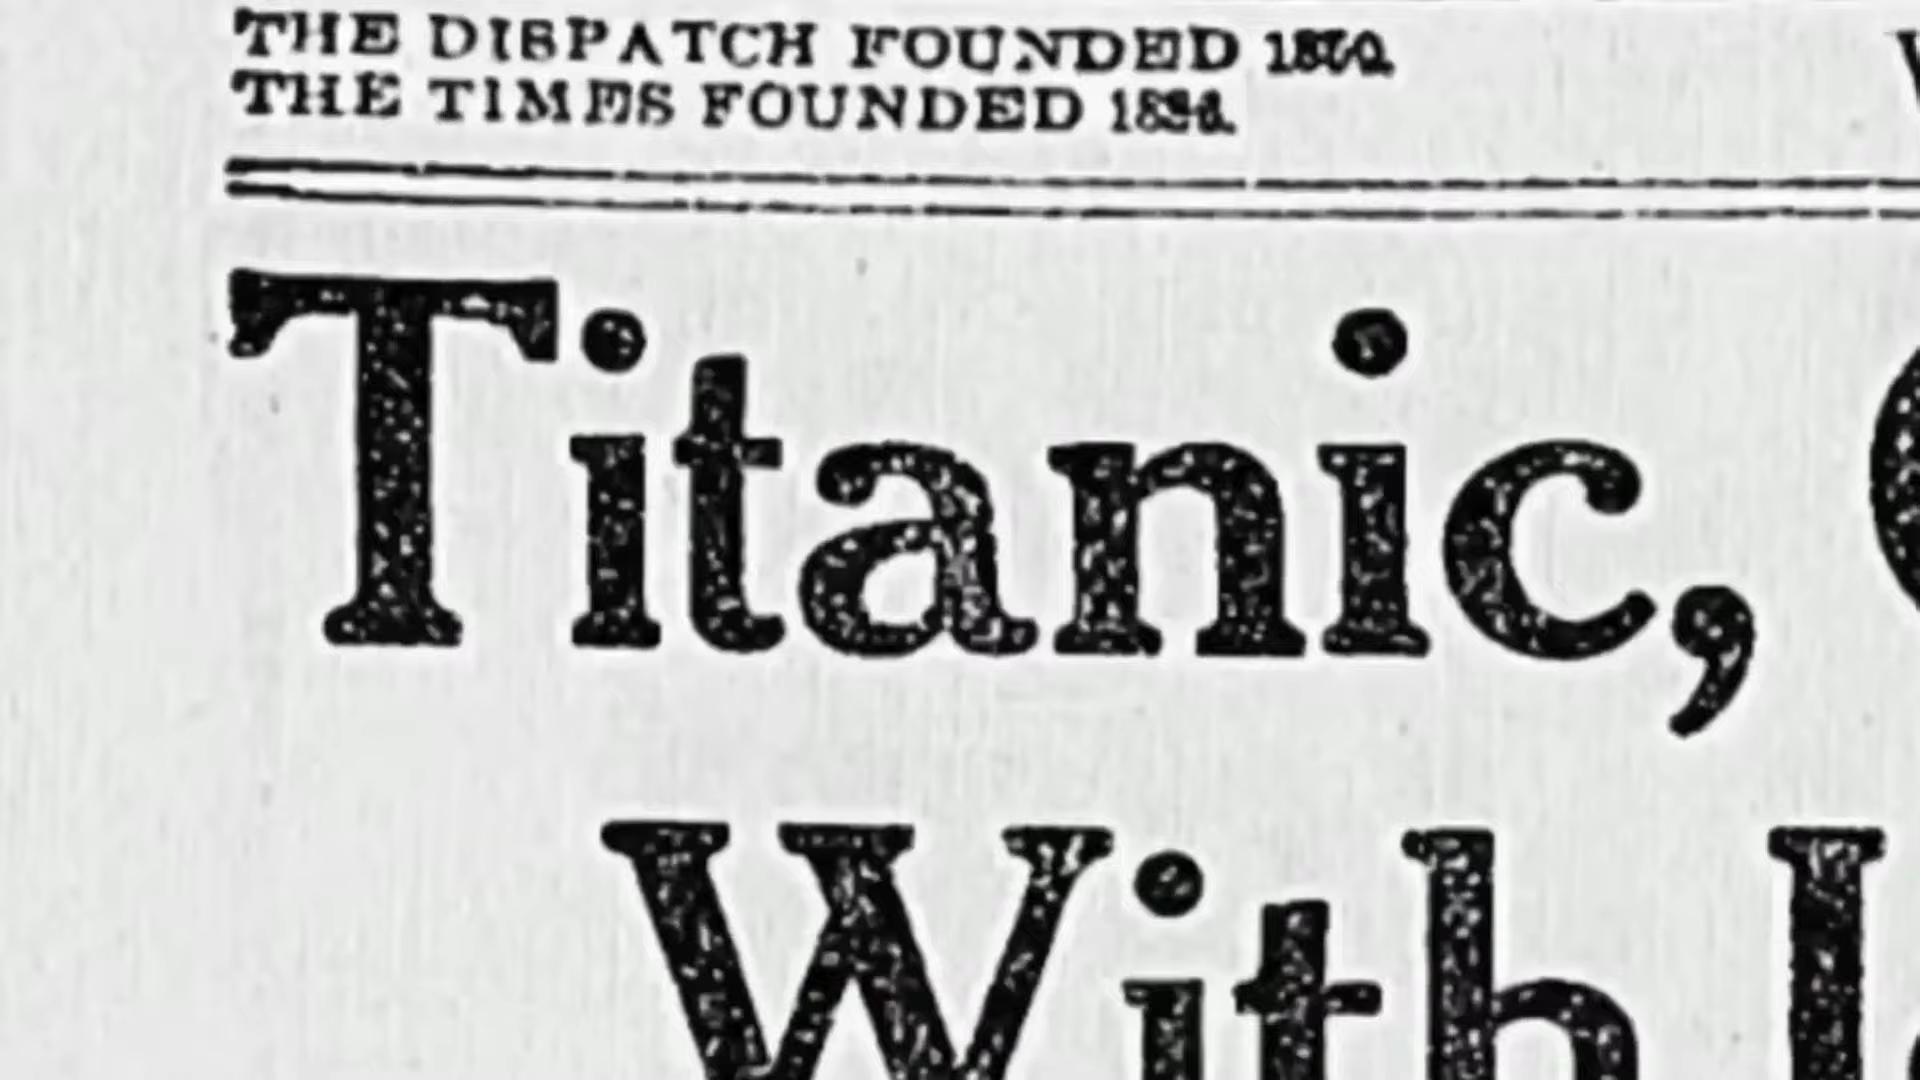 THE DISPATCH FOUNDED
THE TIMES FOUNDED
Titanic,
With